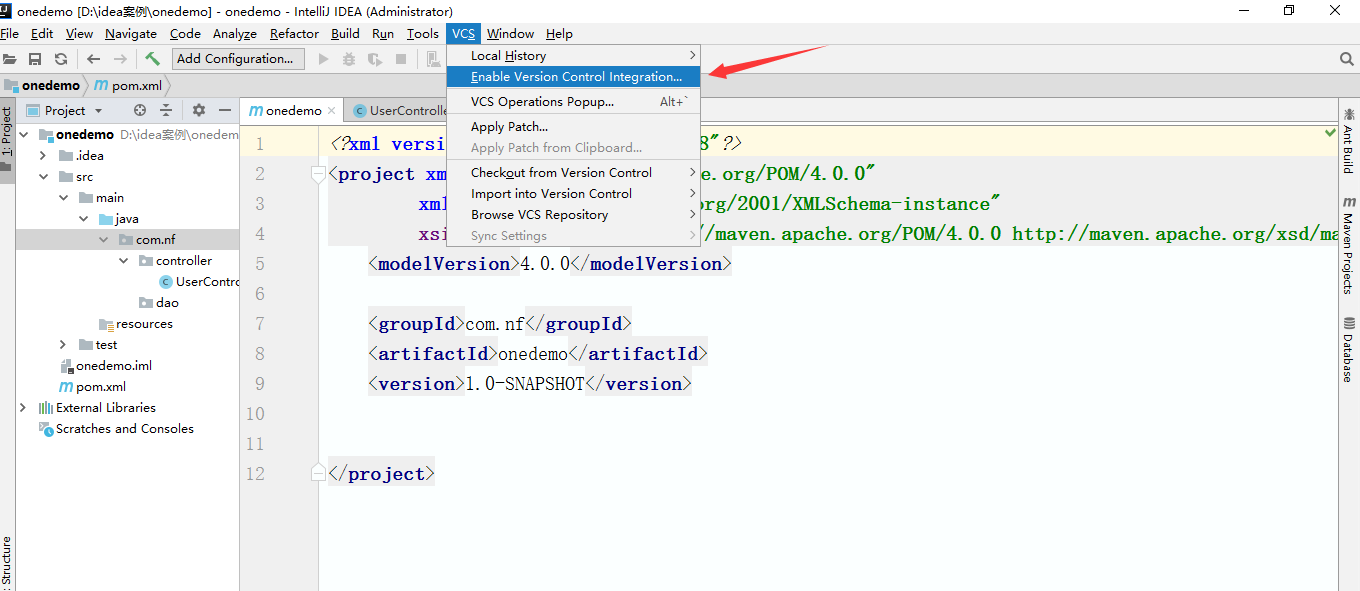 onedemo [D:\idea案例\onedemo] - onedemo - IntelliJ IDEA (Administrator)
File Edit View Navigate Code Analyze Refactor Build Run Tools VCS Window Help
Add Configuration...
onedemo pom.xml
Project
onedemo
UserControlle
Local History
Enable Version Control Integration...
VCS Operations Popup... Alt+`
Apply Patch...
Apply Patch from Clipboard...
Checkout from Version Control
Import into Version Control
Browse VCS Repository
Sync Settings
1: Project
onedemo D:\idea案例\onedem
.idea
src
main
java
com.nf
controller
UserContro
dao
resources
test
onedemo.iml
pom.xml
External Libraries
Scratches and Consoles
: Structure
1 <?xml versi 8"?>
2 <project xm he.org/POM/4.0.0"
3 xml org/2001/XMLSchema-instance"
4 xsi //maven.apache.org/POM/4.0.0 http://maven.apache.org/xsd/ma
5 <modelVersion>4.0.0</modelVersion>
6
7 <groupId>com.nf</groupId>
8 <artifactId>onedemo</artifactId>
9 <version>1.0-SNAPSHOT</version>
10
11
12 </project>
Ant Build
Maven Projects
Database